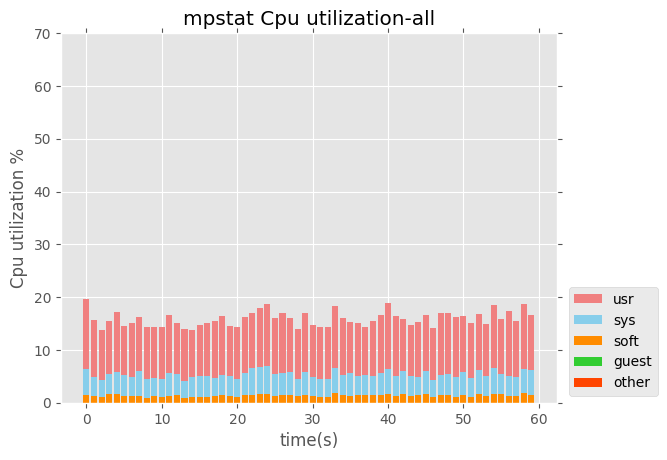 mpstat Cpu utilization-all
70
60
50
40
30
20
10
0
Cpu utilization %
0 10 20 30 40 50 60
time(s)
usr
sys
soft
guest
other